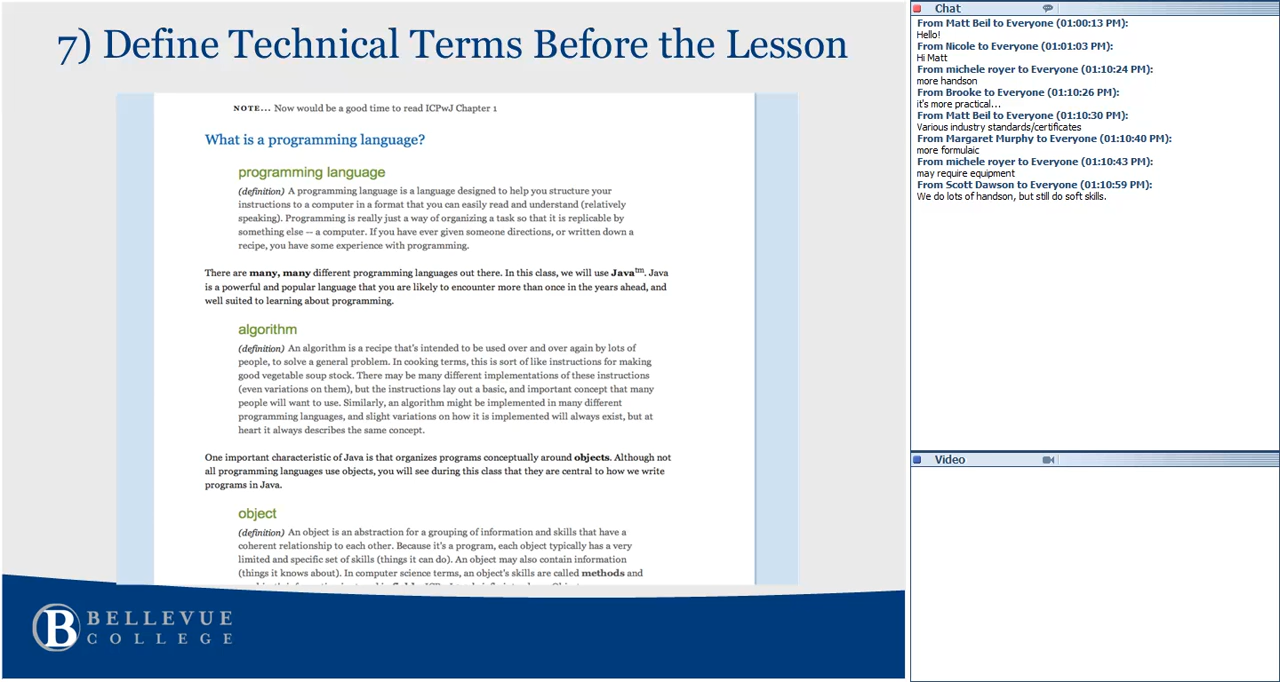 7) Define Technical Terms Before the Lesson
NOTE... Now would be a good time to read ICPwJ Chapter 1
What is a programming language?
programming language
(definition) A programming language is a language designed to help you structure your
instructions to a computer in a format that you can easily read and understand (relatively
speaking). Programming is really just a way of organizing a task so that it is replicable by
something else -- a computer. If you have ever given someone directions, or written down a
recipe, you have some experience with programming.
There are many, many different programming languages out there. In this class, we will use Java™. Java
is a powerful and popular language that you are likely to encounter more than once in the years ahead, and
well suited to learning about programming.
algorithm
(definition) An algorithm is a recipe that's intended to be used over and over again by lots of
people, to solve a general problem. In cooking terms, this is sort of like instructions for making
good vegetable soup stock. There may be many different implementations of these instructions
(even variations on them), but the instructions lay out a basic, and important concept that many
people will want to use. Similarly, an algorithm might be implemented in many different
programming languages, and slight variations on how it is implemented will always exist, but at
heart it always describes the same concept.
One important characteristic of Java is that organizes programs conceptually around objects. Although not
all programming languages use objects, you will see during this class that they are central to how we write
programs in Java.
object
(definition) An object is an abstraction for a grouping of information and skills that have a
coherent relationship to each other. Because it's a program, each object typically has a very
limited and specific set of skills (things it can do). An object may also contain information
(things it knows about). In computer science terms, an object's skills are called methods and
B BELLEVUE
COLLEGE
Chat
From Matt Beil to Everyone (01:00:13 PM):
Hello!
From Nicole to Everyone (01:01:03 PM):
Hi Matt
From michele royer to Everyone (01:10:24 PM):
more handson
From Brooke to Everyone (01:10:26 PM):
it's more practical...
From Matt Beil to Everyone (01:10:30 PM):
Various industry standards/certificates
From Margaret Murphy to Everyone (01:10:40 PM):
more formulaic
From michele royer to Everyone (01:10:43 PM):
may require equipment
From Scott Dawson to Everyone (01:10:59 PM):
We do lots of handson, but still do soft skills.
Video